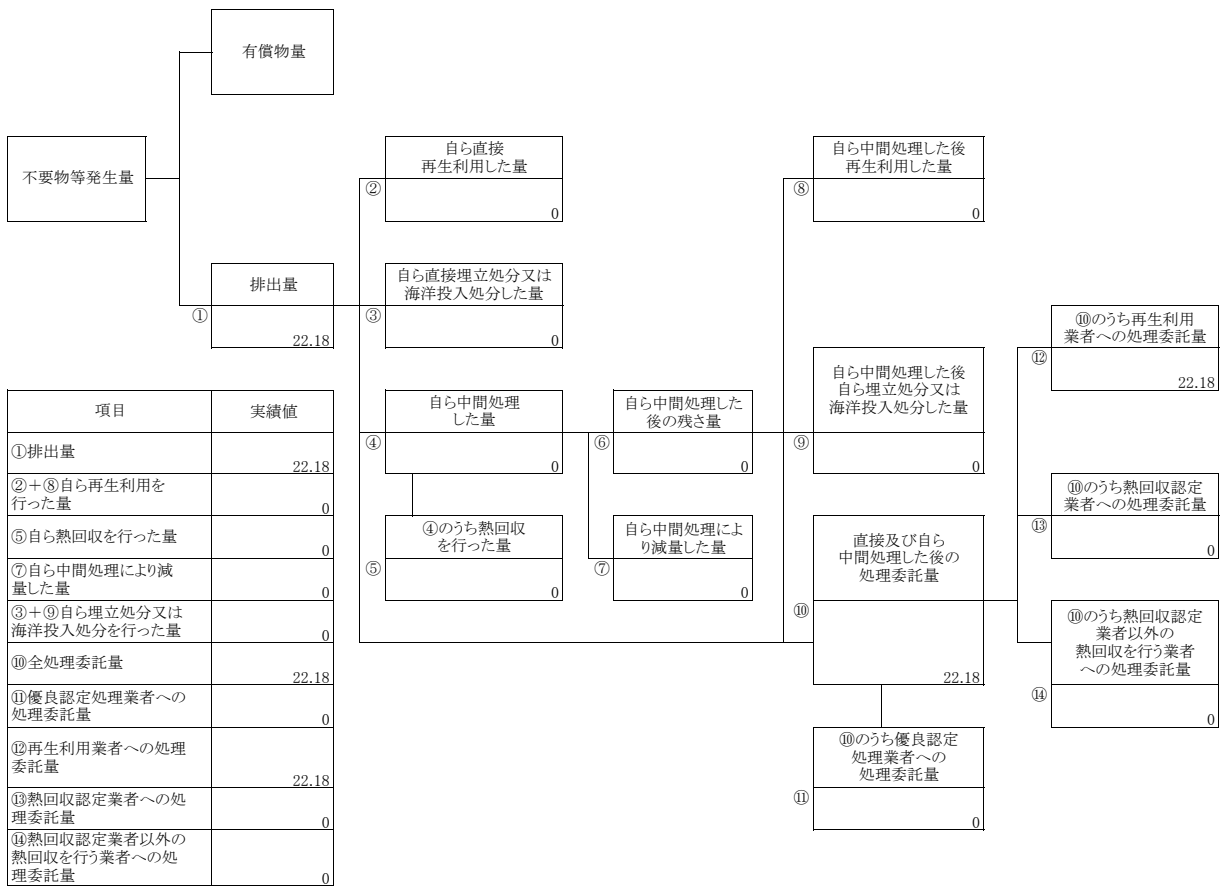 有償物量
不要物等発生量
自ら直接
再生利用した量
②
0
自ら中間処理した後
再生利用した量
⑧
0
排出量
①
22.18
自ら直接埋立処分又は
海洋投入処分した量
③
0
⑩のうち再生利用
業者への処理委託量
⑫
22.18
自ら中間処理
した量
④
0
自ら中間処理した
後の残さ量
⑥
0
自ら中間処理した後
自ら埋立処分又は
海洋投入処分した量
⑨
0
⑩のうち熱回収認定
業者への処理委託量
⑬
0
④のうち熱回収
を行った量
⑤
0
自ら中間処理によ
り減量した量
⑦
0
直接及び自ら
中間処理した後の
処理委託量
⑩
22.18
⑩のうち熱回収認定
業者以外の
熱回収を行う業者
への処理委託量
⑭
0
⑩のうち優良認定
処理業者への
処理委託量
⑪
0
項目 実績値
①排出量
22.18
②+⑧自ら再生利用を
行った量
0
⑤自ら熱回収を行った量
0
⑦自ら中間処理により減
量した量
0
③+⑨自ら埋立処分又は
海洋投入処分を行った量
0
⑩全処理委託量
22.18
⑪優良認定処理業者への
処理委託量
0
⑫再生利用業者への処理
委託量
22.18
⑬熱回収認定業者への処
理委託量
0
⑭熱回収認定業者以外の
熱回収を行う業者への処
理委託量
0